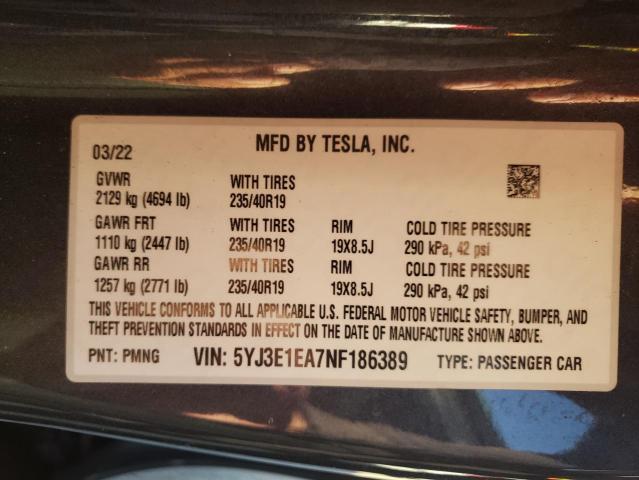 MFD BY TESLA, INC.
03/22
GVWR WITH TIRES
2129 kg (4694 lb) 235/40R19
GAWR FRT WITH TIRES RIM COLD TIRE PRESSURE
1110 kg (2447 lb) 235/40R19 19X8.5J 290 kPa, 42 psi
GAWR RR WITH TIRES RIM COLD TIRE PRESSURE
1257 kg (2771 lb) 235/40R19 19X8.5J 290 kPa, 42 psi
THIS VEHICLE CONFORMS TO ALL APPLICABLE U.S. FEDERAL MOTOR VEHICLE SAFETY, BUMPER, AND
THEFT PREVENTION STANDARDS IN EFFECT ON THE DATE OF MANUFACTURE SHOWN ABOVE.
PNT: PMNG VIN: 5YJ3E1EA7NF186389 TYPE: PASSENGER CAR